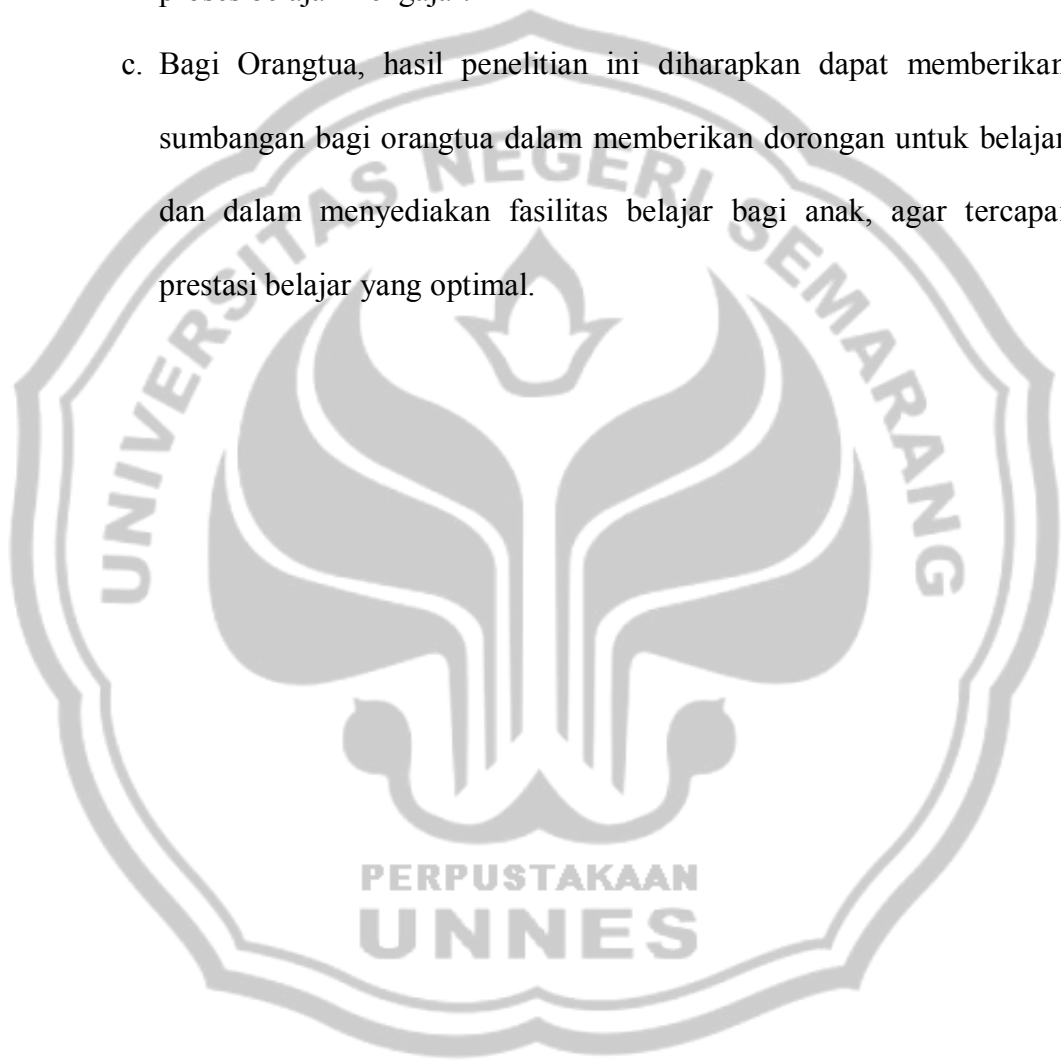 c. Bagi Orangtua, hasil penelitian ini diharapkan dapat memberikan
sumbangan bagi orangtua dalam memberikan dorongan untuk belajar
dan dalam menyediakan fasilitas belajar bagi anak, agar tercapai
prestasi belajar yang optimal.
UNIVERSITAS NEGERI SEMARANG
PERPUSTAKAAN
UNNES